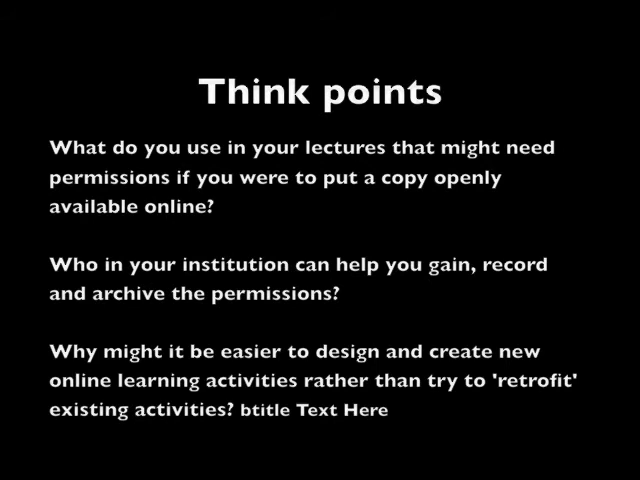 Think points
What do you use in your lectures that might need
permissions if you were to put a copy openly
available online?
Who in your institution can help you gain, record
and archive the permissions?
Why might it be easier to design and create new
online learning activities rather than try to 'retrofit'
existing activities? btitle Text Here